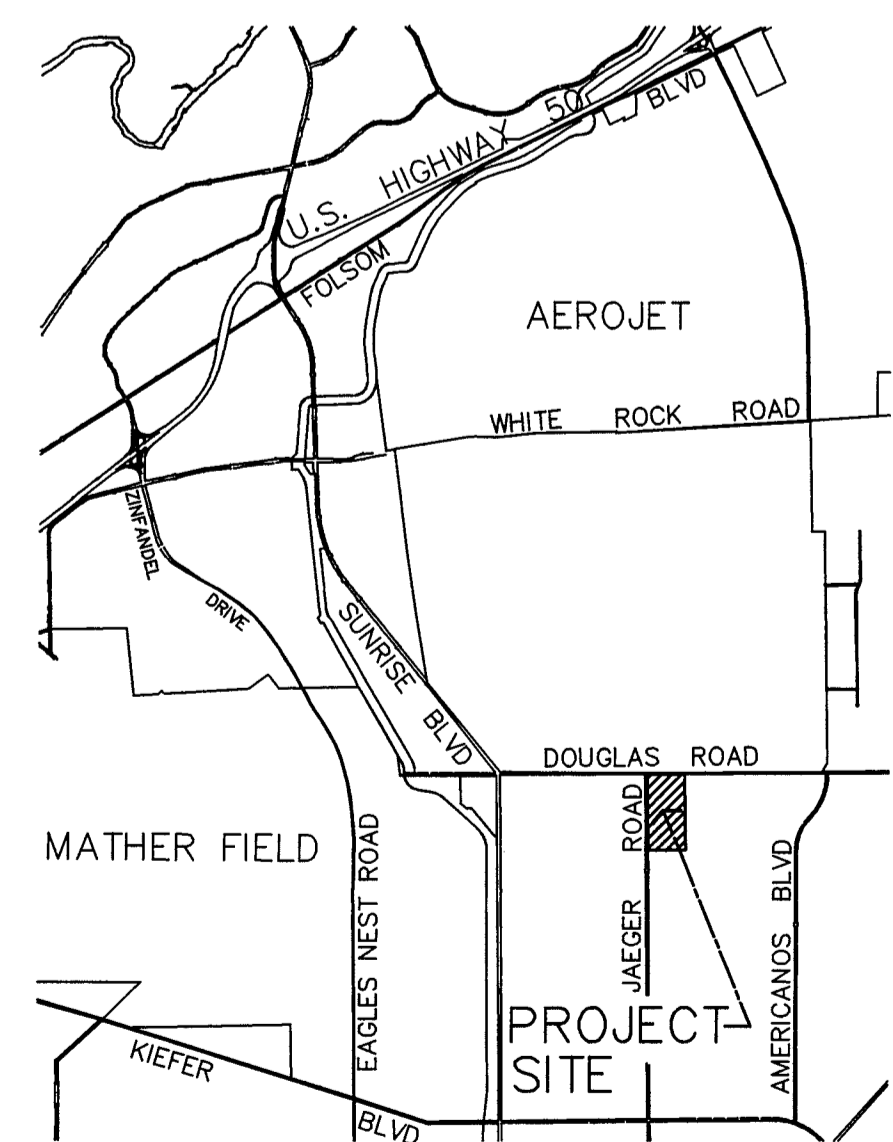 U.S. HIGHWAY 50
FOLSOM BLVD
AEROJET
WHITE ROCK ROAD
ZINFANDEL
DRIVE
SUNRISE BLVD
DOUGLAS ROAD
MATHER FIELD
EAGLES NEST ROAD
JAEGER ROAD
AMERICANOS BLVD
PROJECT
SITE
KIEFER
BLVD